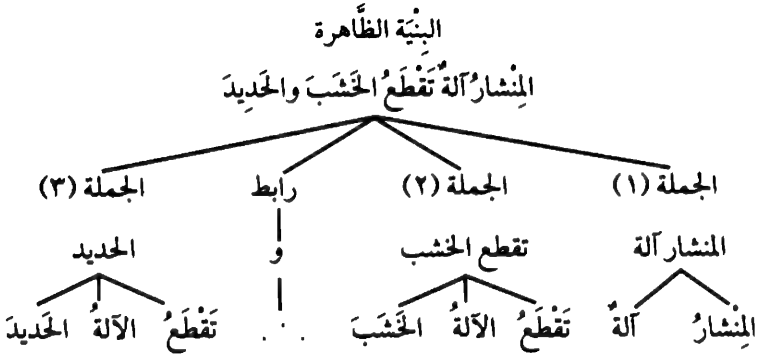 البِنْيَة الظَّاهرة
المِنْشارُ آلةٌ تَقْطَعُ الخَشَبَ والحَدِيدَ
الجملة (١) الجملة (٢) رابط الجملة (٣)
المنشار آلة تقطع الخشب و الحديد
المِنْشارُ آلةٌ تَقْطَعُ الآلةُ الخَشَبَ . ˙ . تَقْطَعُ الآلةُ الحَديدَ